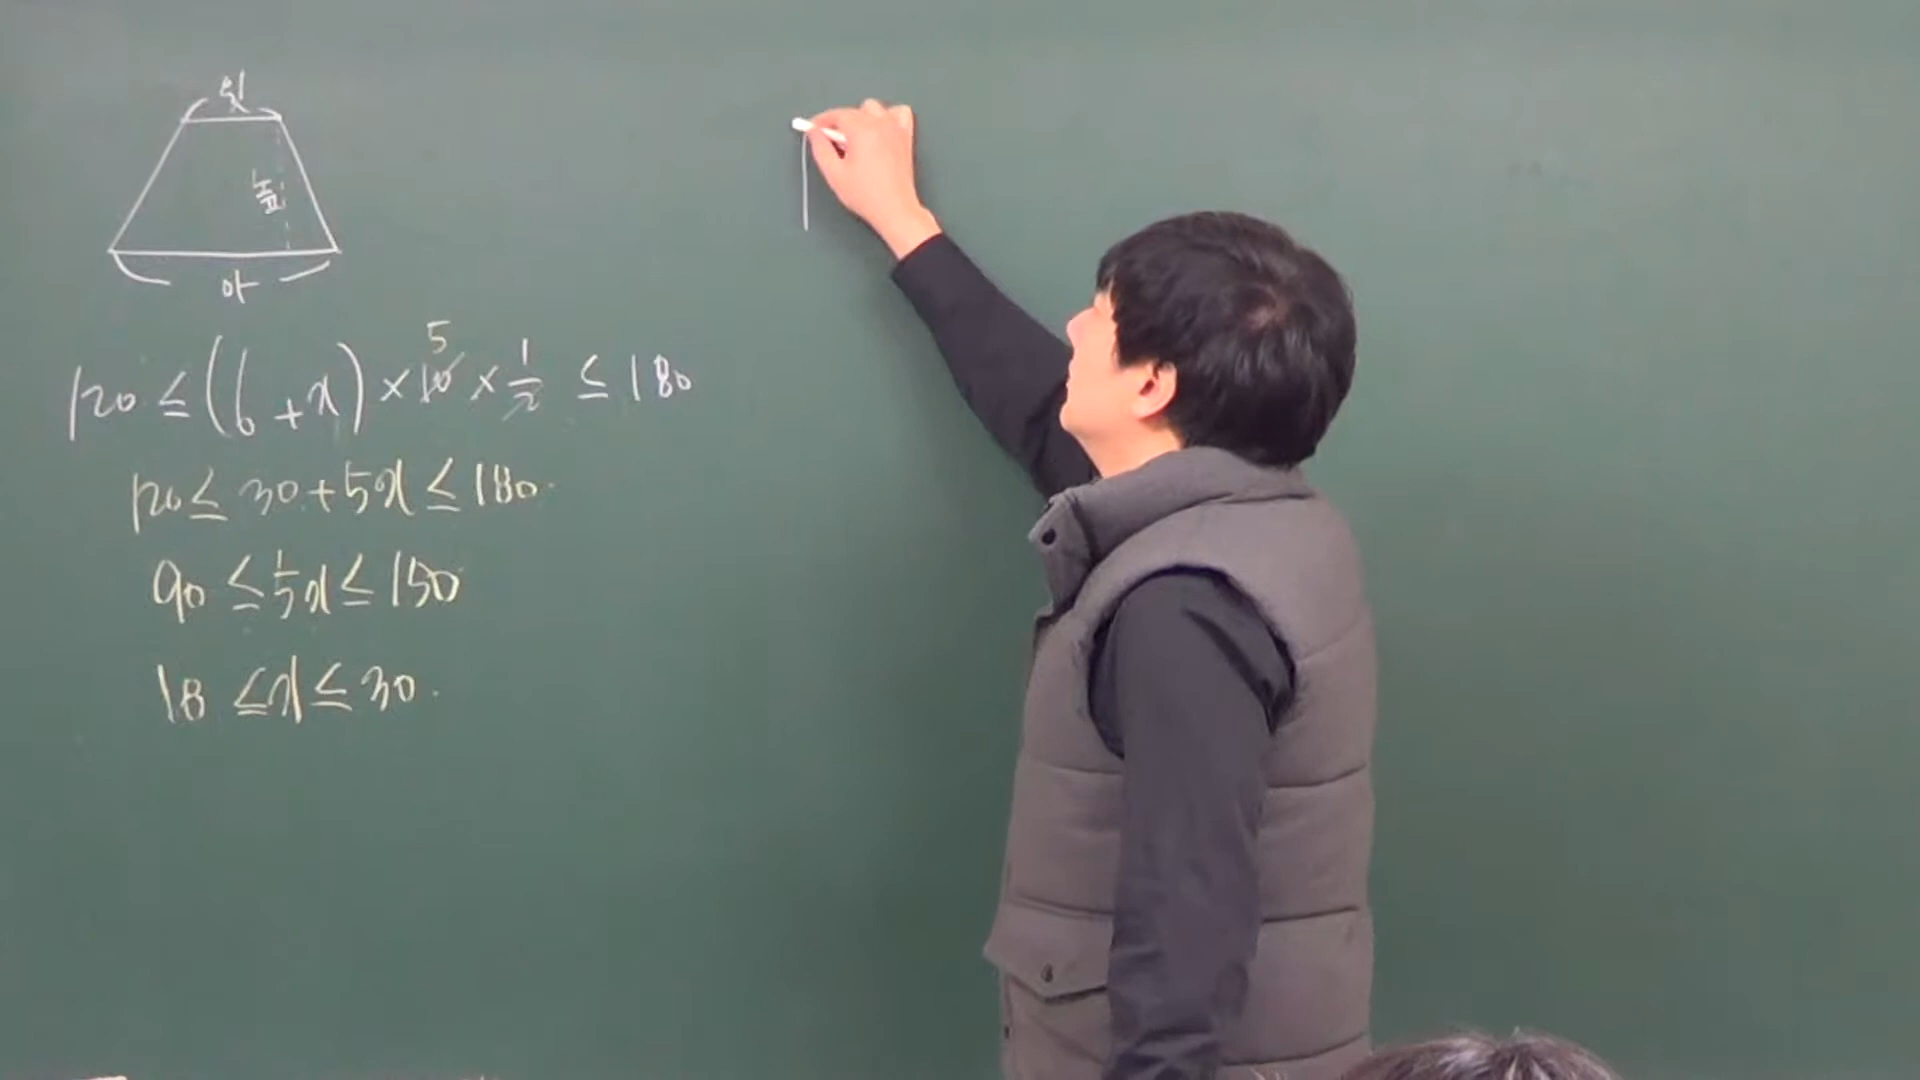 윗
높이
아
120 ≤ (6 + x) × 10 5 × 1/2 ≤ 180
120 ≤ 30 + 5x ≤ 180.
90 ≤ 5x ≤ 150
18 ≤ x ≤ 30.